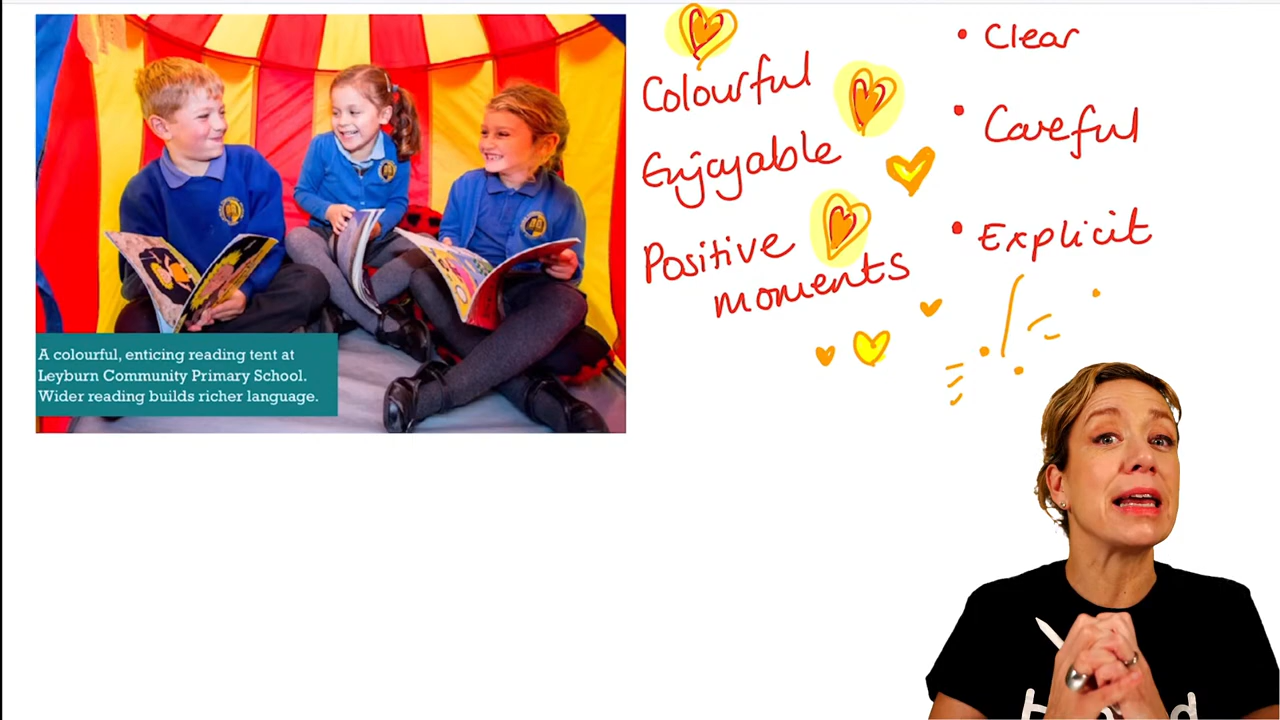 A colourful, enticing reading tent at
Leyburn Community Primary School.
Wider reading builds richer language.
Colourful
Enjoyable
Positive
moments
• Clear
• Careful
• Explicit